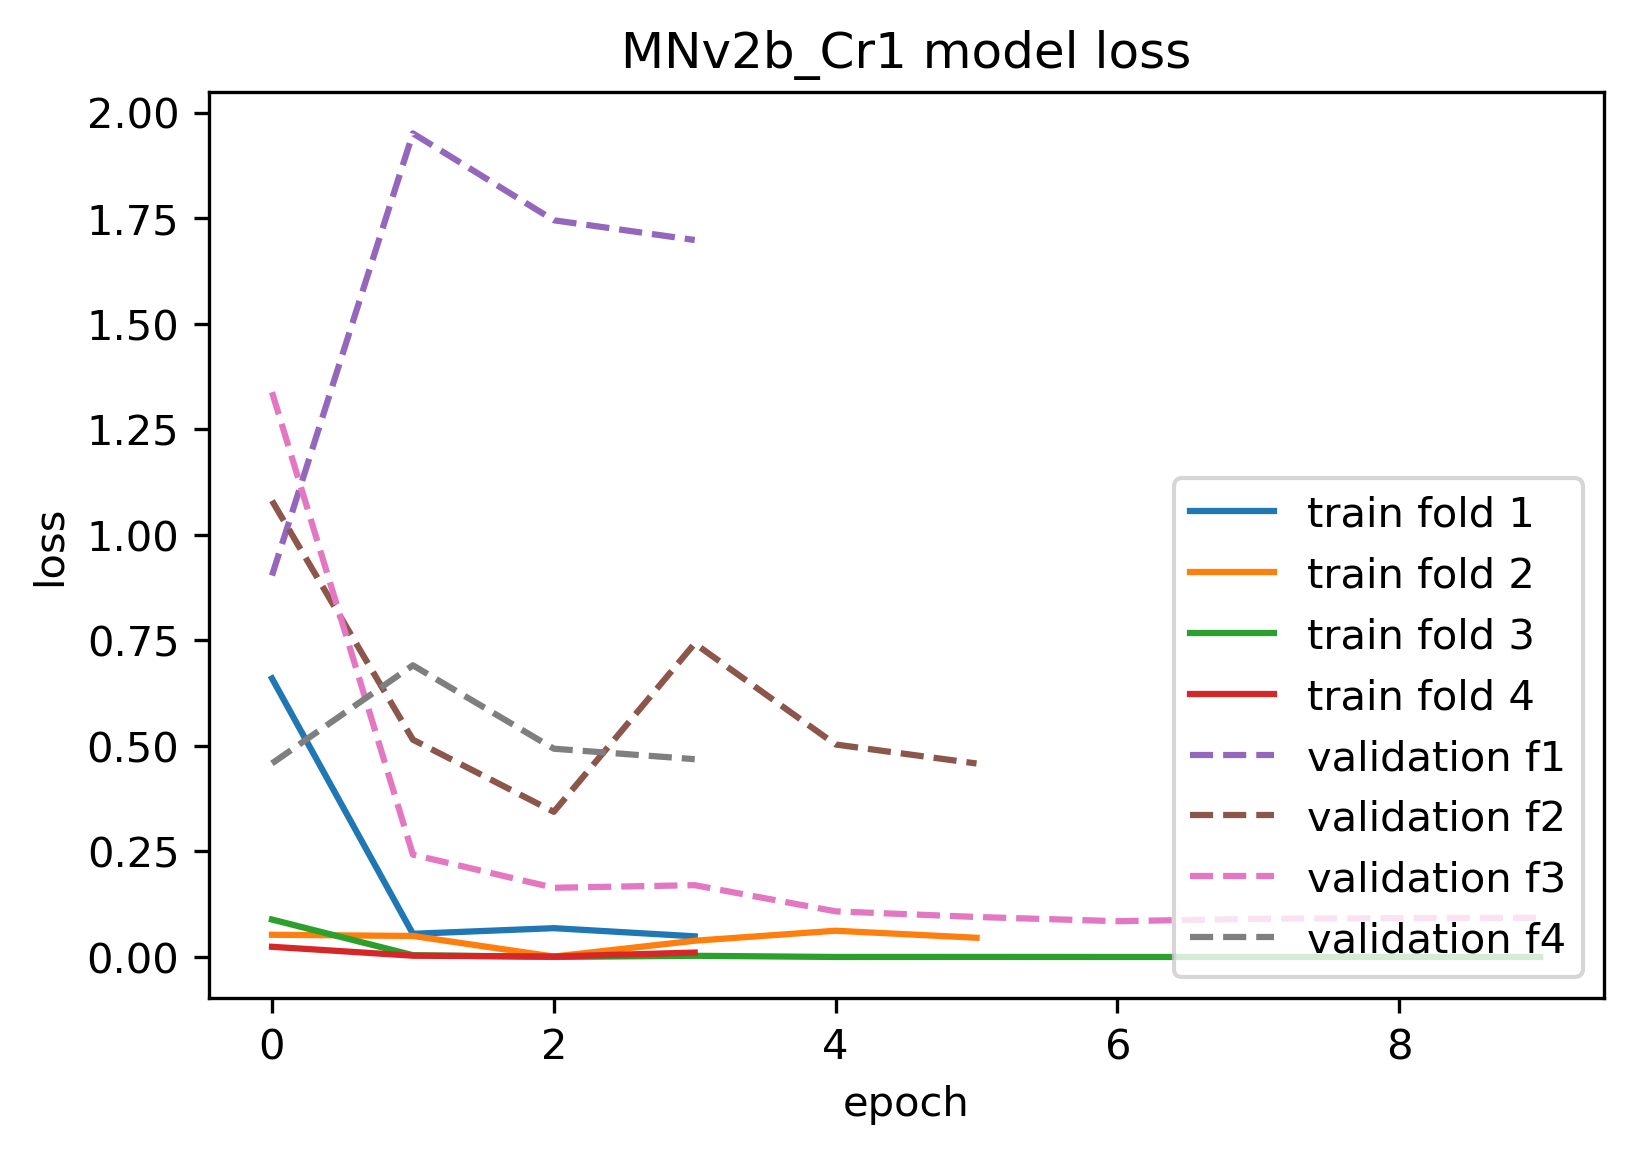 MNv2b_Cr1 model loss
2.00
1.75
1.50
1.25
1.00
0.75
0.50
0.25
0.00
loss
train fold 1
train fold 2
train fold 3
train fold 4
validation f1
validation f2
validation f3
validation f4
0 2 4 6 8
epoch